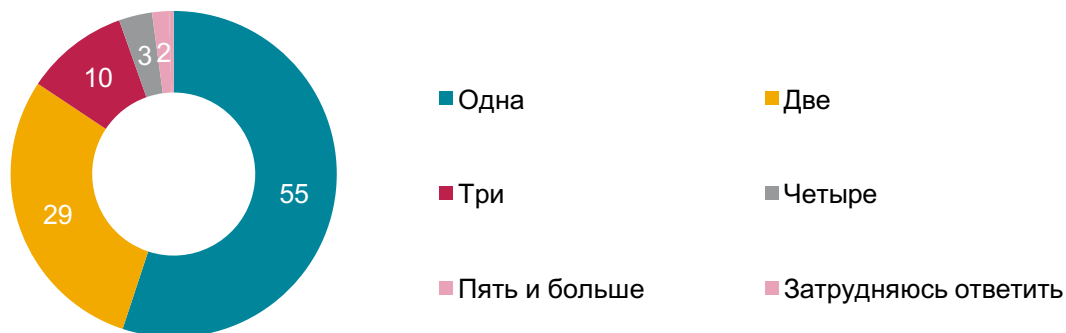 3 2
10
55
29
Одна
Две
Три
Четыре
Пять и больше
Затрудняюсь ответить